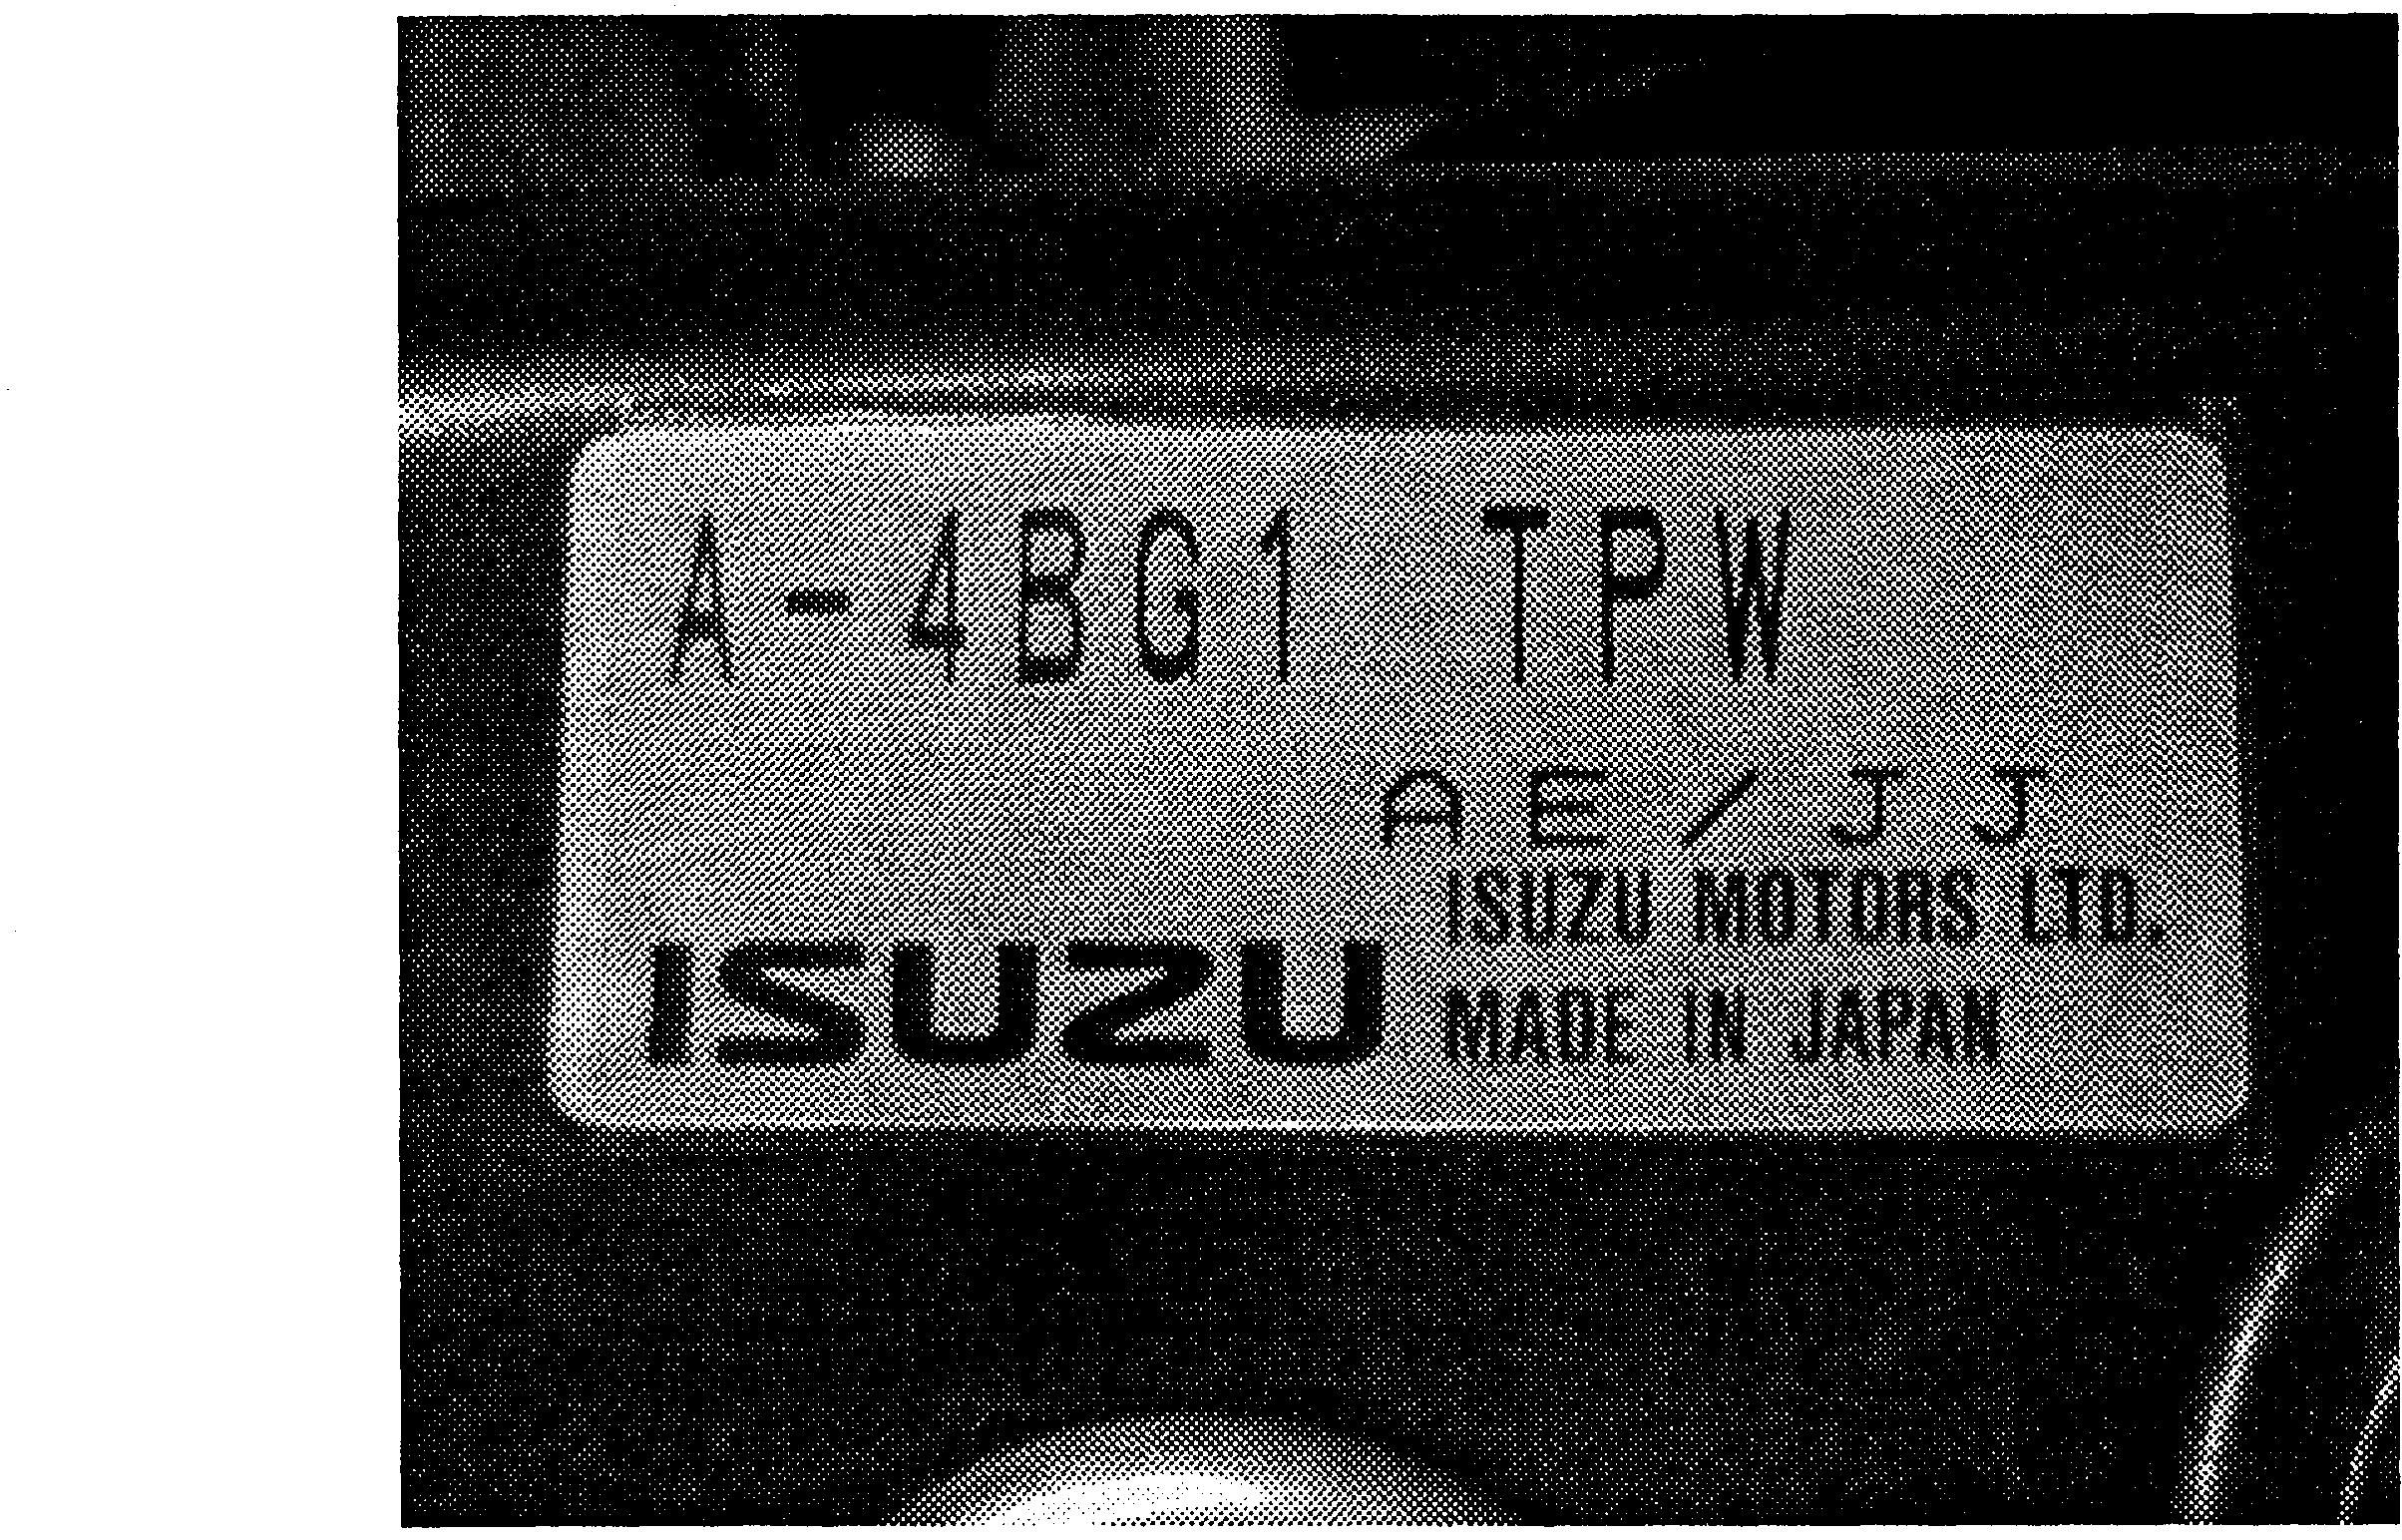 A-4BG1 TPW
AE/JJ
ISUZU MOTORS LTD.
ISUZU
MADE IN JAPAN